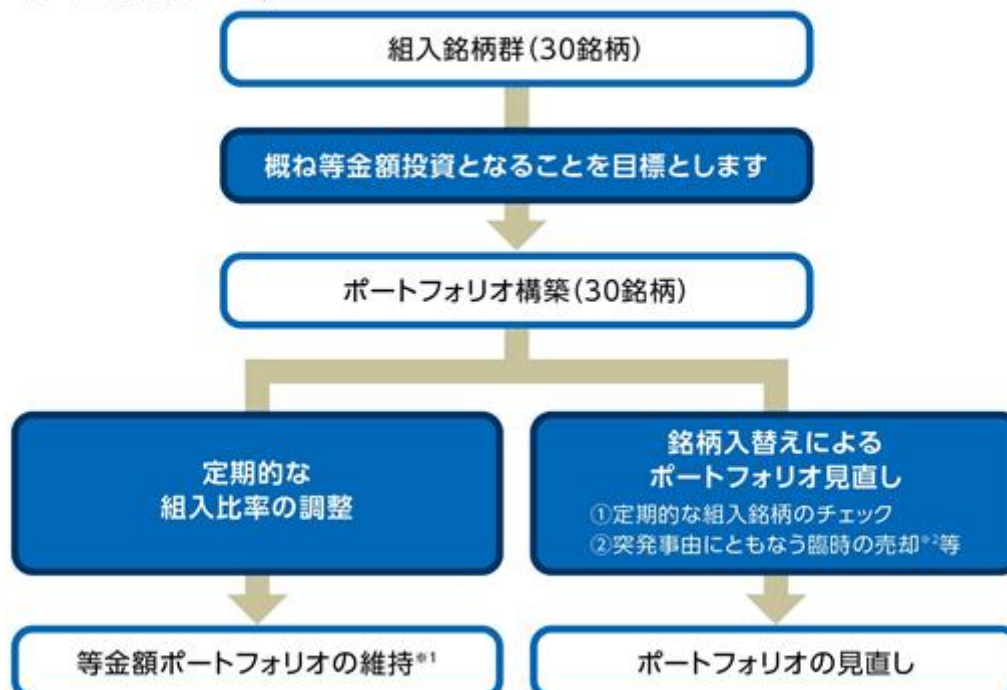 組入銘柄群(30銘柄)
概ね等金額投資となることを目標とします
ポートフォリオ構築(30銘柄)
定期的な
組入比率の調整
銘柄入替えによる
ポートフォリオ見直し
①定期的な組入銘柄のチェック
②突発事由にともなう臨時の売却※2等
等金額ポートフォリオの維持※1
ポートフォリオの見直し